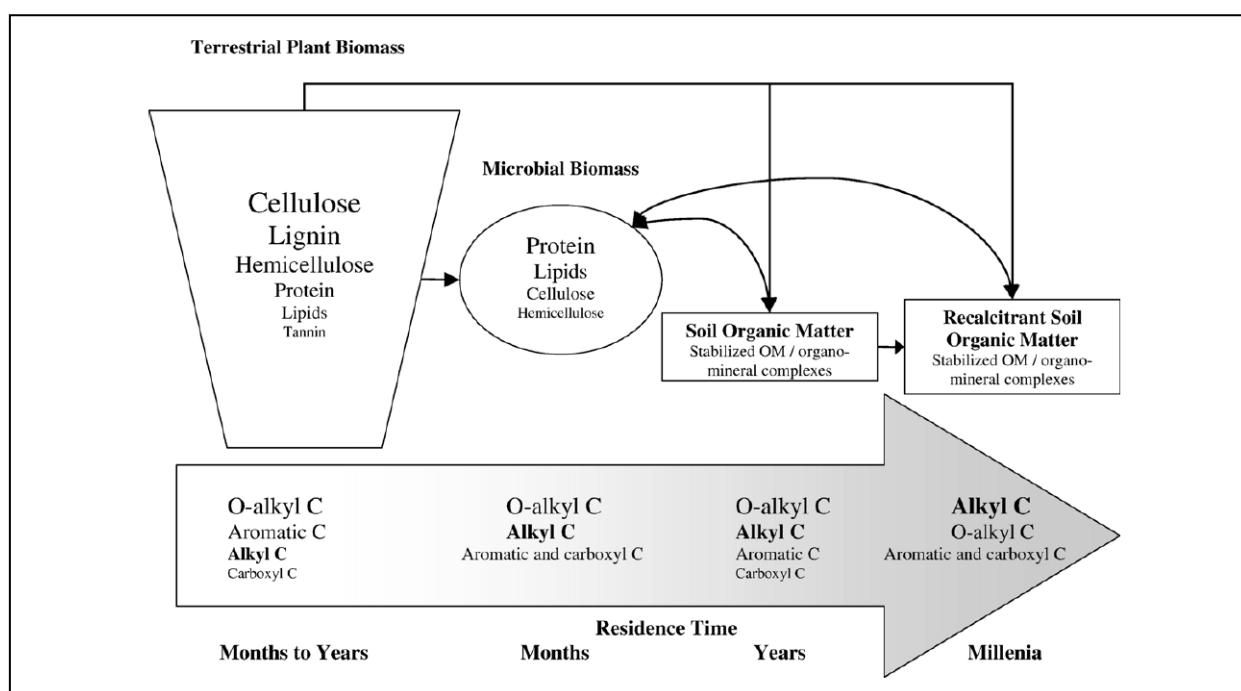 Terrestrial Plant Biomass
Cellulose
Lignin
Hemicellulose
Protein
Lipids
Tannin
Microbial Biomass
Protein
Lipids
Cellulose
Hemicellulose
Soil Organic Matter
Stabilized OM / organo-
mineral complexes
Recalcitrant Soil
Organic Matter
Stabilized OM / organo-
mineral complexes
O-alkyl C
Aromatic C
Alkyl C
Carboxyl C
O-alkyl C
Alkyl C
Aromatic and carboxyl C
O-alkyl C
Alkyl C
Aromatic C
Carboxyl C
Alkyl C
O-alkyl C
Aromatic and carboxyl C
Residence Time
Months to Years
Months
Years
Millenia